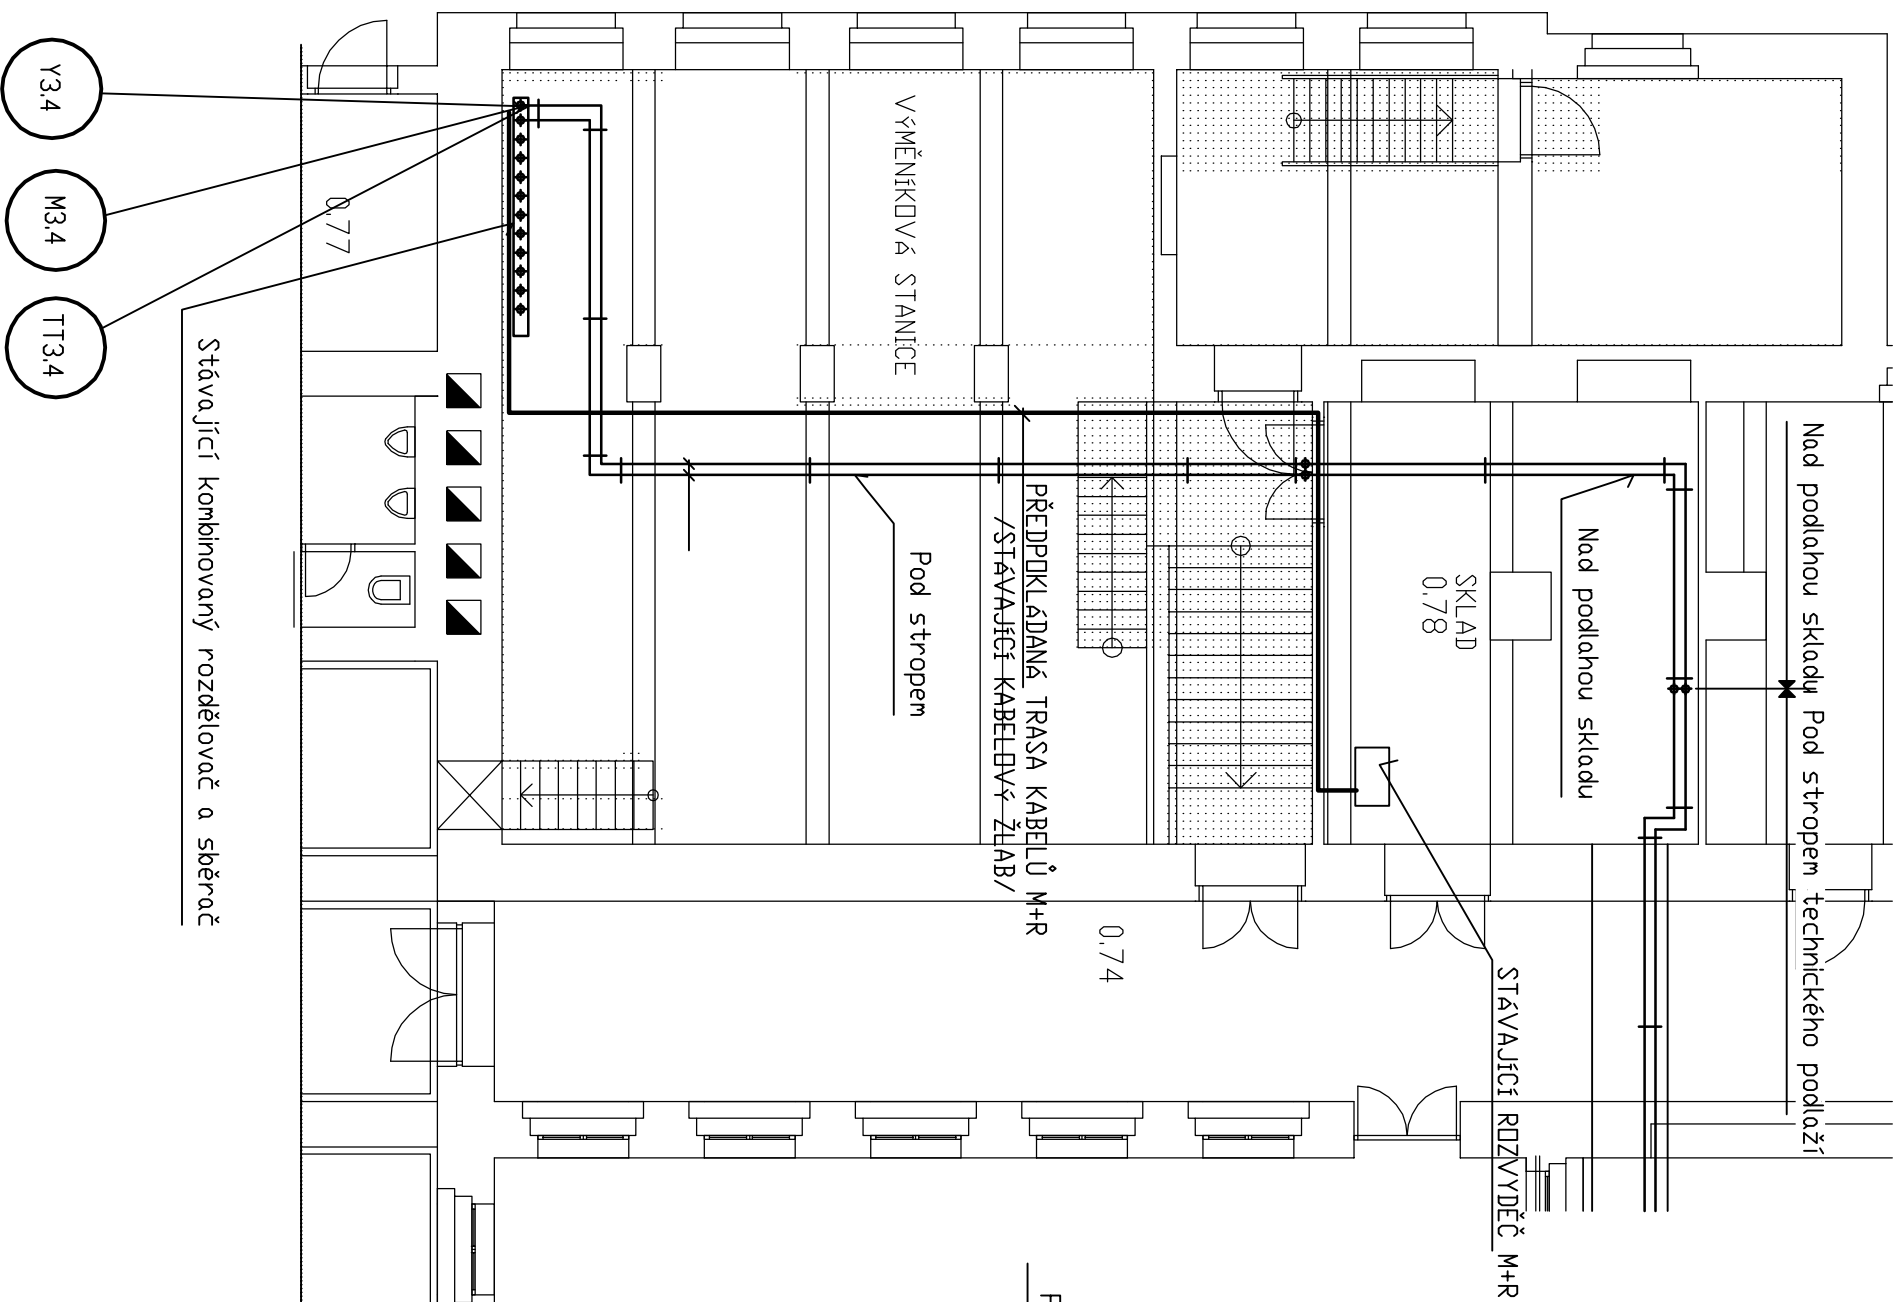 Y3.4
M3.4
TT3.4
0.77
Stávající kombinovaný rozdělovač a sběrač
VÝMĚNÍKOVÁ STANICE
Pod stropem
PŘEDPOKLÁDANÁ TRASA KABELŮ M+R
/STÁVAJÍCÍ KABELOVÝ ŽLAB/
0.74
SKLAD
0.78
STÁVAJÍCÍ ROZVYDĚČ M+R
Nad podlahou skladu
Nad podlahou skladu Pod stropem technického podlaží